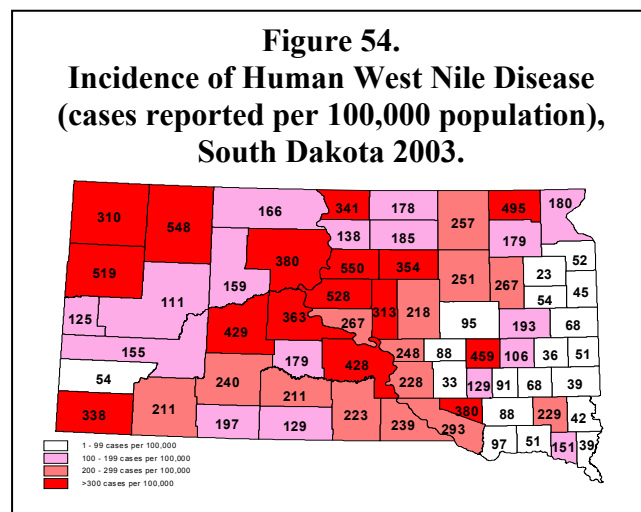 Figure 54.
Incidence of Human West Nile Disease
(cases reported per 100,000 population),
South Dakota 2003.
310 548 166 341 178 257 495 180
138 185 179
519 380 52
550 354 251 267 23
111 159 54 45
528
125 429 363 313 218 95 193 68
267
155 179 428 248 88 459 106 36 51
54 240 228 33 129 91 68 39
338 211 211 380 88 229 42
197 129 223 239 293
97 51 151 39
1 - 99 cases per 100,000
100 - 199 cases per 100,000
200 - 299 cases per 100,000
>300 cases per 100,000